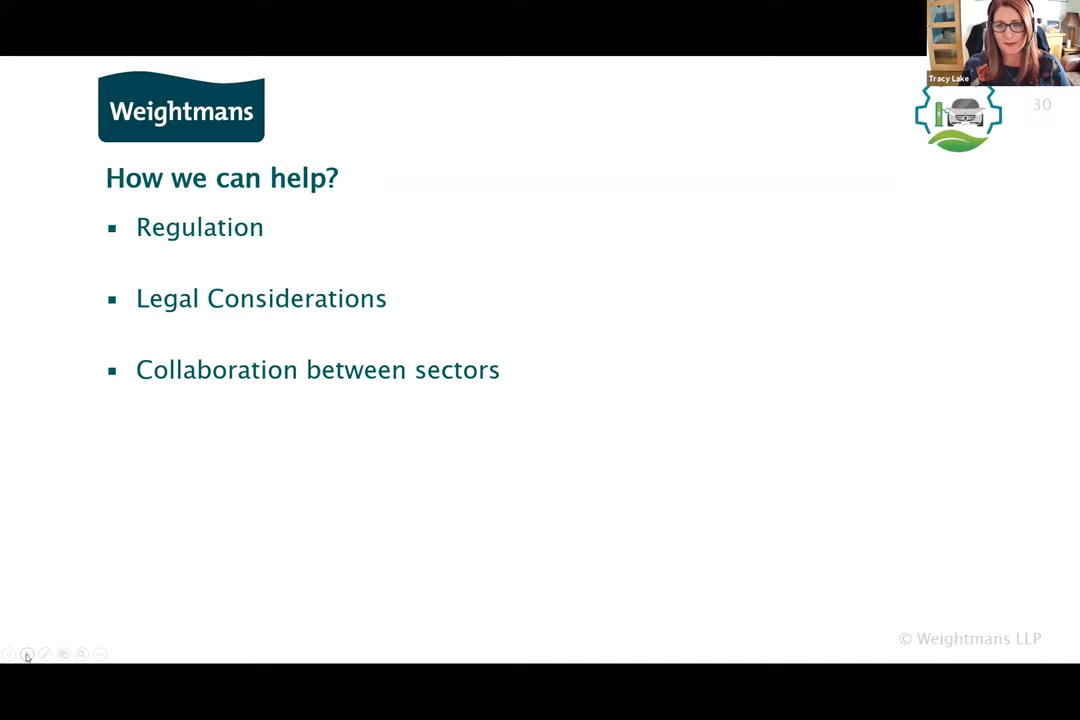 Tracy Lake
Weightmans
30
How we can help?
▪ Regulation
▪ Legal Considerations
▪ Collaboration between sectors
© Weightmans LLP